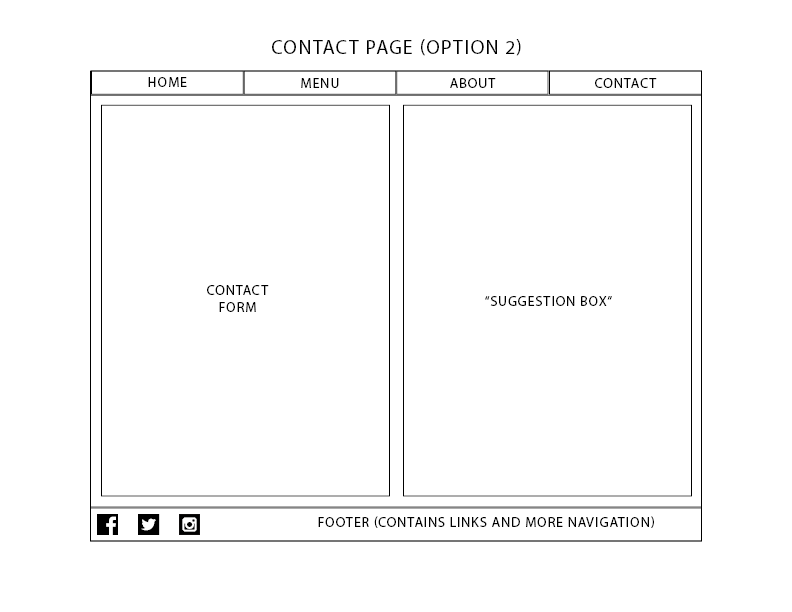 CONTACT PAGE (OPTION 2)
HOME
MENU
ABOUT
CONTACT
CONTACT
FORM
"SUGGESTION BOX"
FOOTER (CONTAINS LINKS AND MORE NAVIGATION)